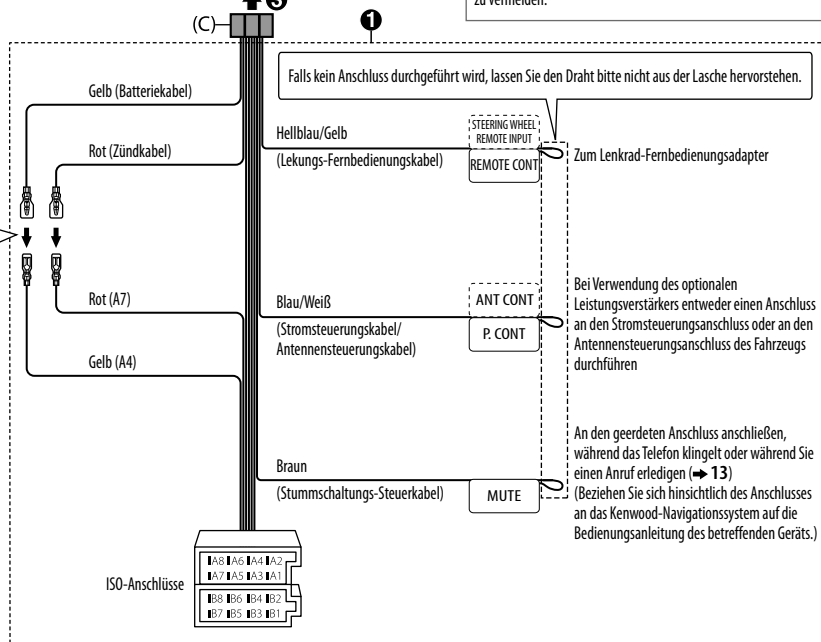 zu vermeiden.
(C)
3
1
Falls kein Anschluss durchgeführt wird, lassen Sie den Draht bitte nicht aus der Lasche hervorstehen.
Gelb (Batteriekabel)
Rot (Zündkabel)
Rot (A7)
Gelb (A4)
Hellblau/Gelb
(Lekungs-Fernbedienungskabel)
STEERING WHEEL
REMOTE INPUT
REMOTE CONT
Zum Lenkrad-Fernbedienungsadapter
Blau/Weiß
(Stromsteuerungskabel/
Antennensteuerungskabel)
ANT CONT
P. CONT
Bei Verwendung des optionalen
Leistungsverstärkers entweder einen Anschluss
an den Stromsteuerungsanschluss oder an den
Antennensteuerungsanschluss des Fahrzeugs
durchführen
Braun
(Stummschaltungs-Steuerkabel)
MUTE
An den geerdeten Anschluss anschließen,
während das Telefon klingelt oder während Sie
einen Anruf erledigen (➡ 13)
(Beziehen Sie sich hinsichtlich des Anschlusses
an das Kenwood-Navigationssystem auf die
Bedienungsanleitung des betreffenden Geräts.)
ISO-Anschlüsse
A8 A6 A4 A2
A7 A5 A3 A1
B8 B6 B4 B2
B7 B5 B3 B1